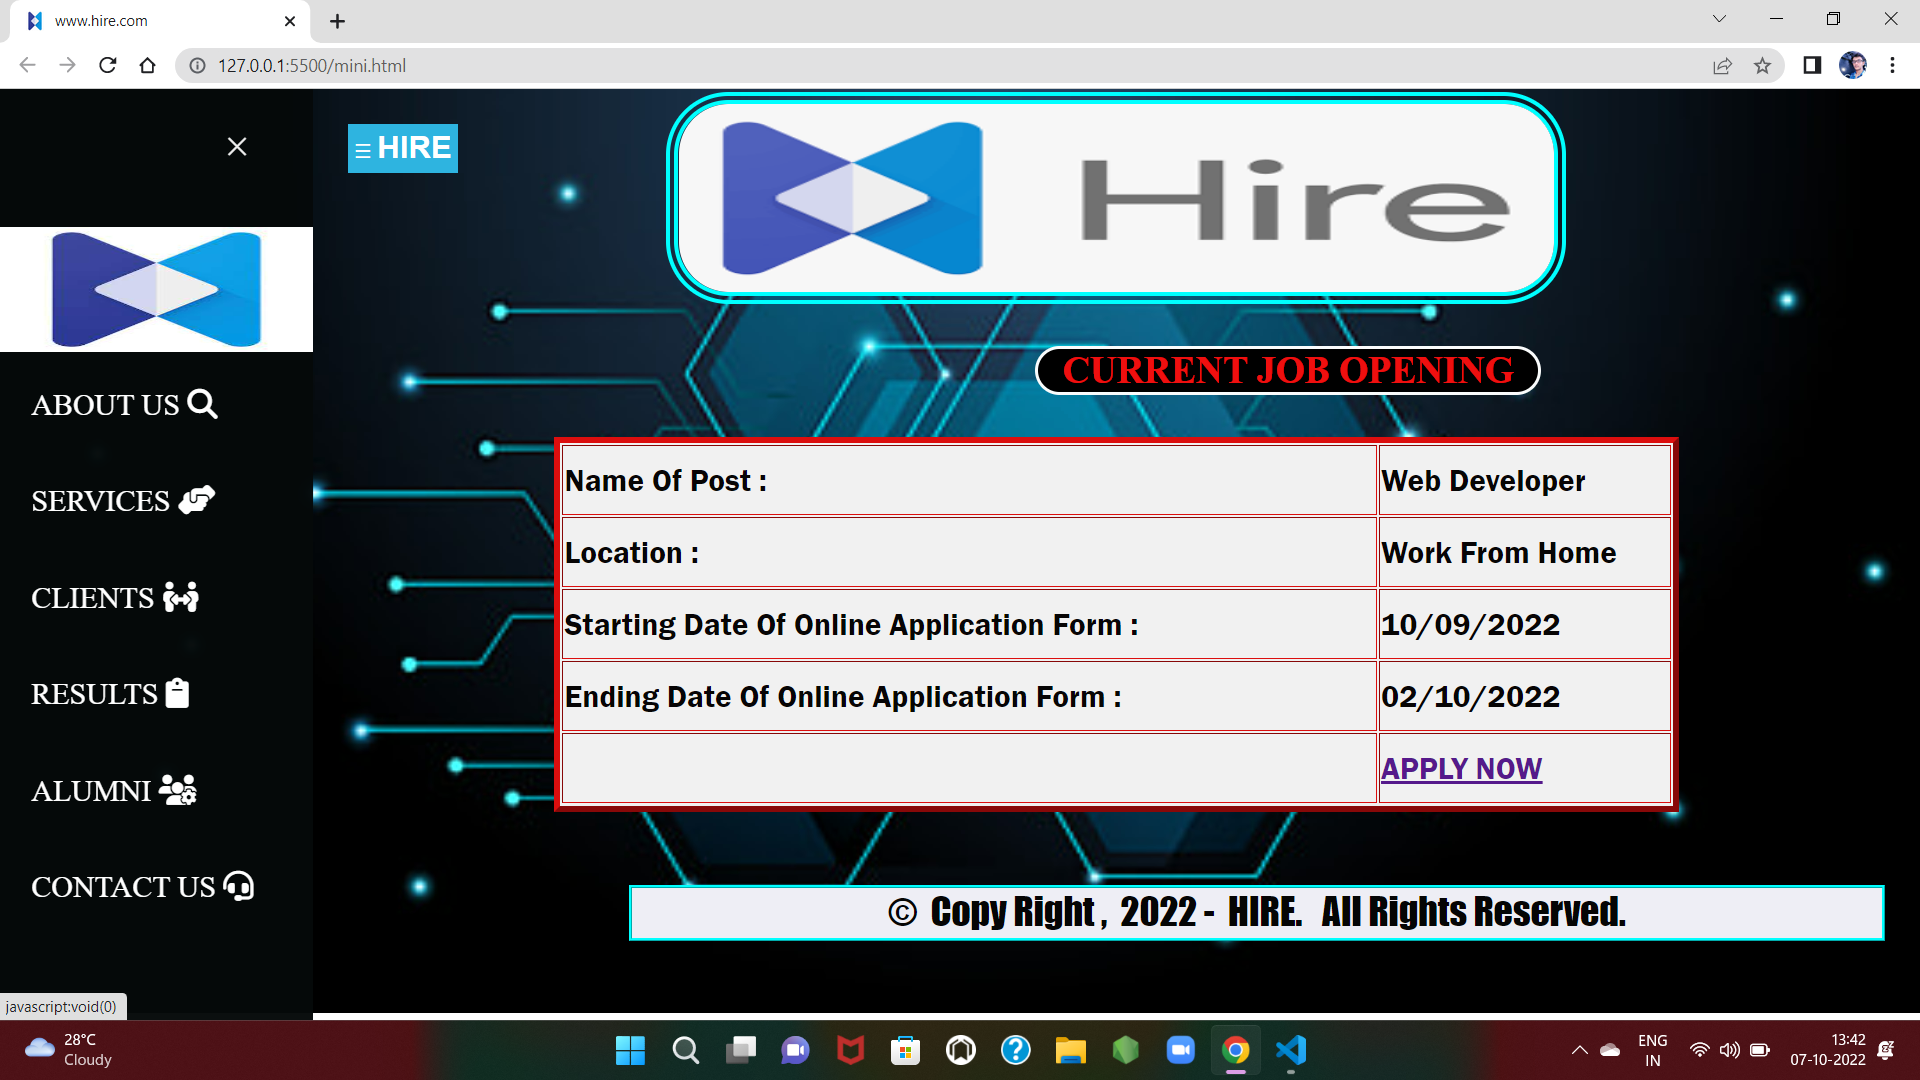 www.hire.com
127.0.0.1:5500/mini.html
☰ HIRE
Hire
ABOUT US
SERVICES
CLIENTS
RESULTS
ALUMNI
CONTACT US
CURRENT JOB OPENING
Name Of Post : Web Developer
Location : Work From Home
Starting Date Of Online Application Form : 10/09/2022
Ending Date Of Online Application Form : 02/10/2022
APPLY NOW
© Copy Right , 2022 - HIRE. All Rights Reserved.
javascript:void(0)
28°C
Cloudy
ENG
IN
13:42
07-10-2022